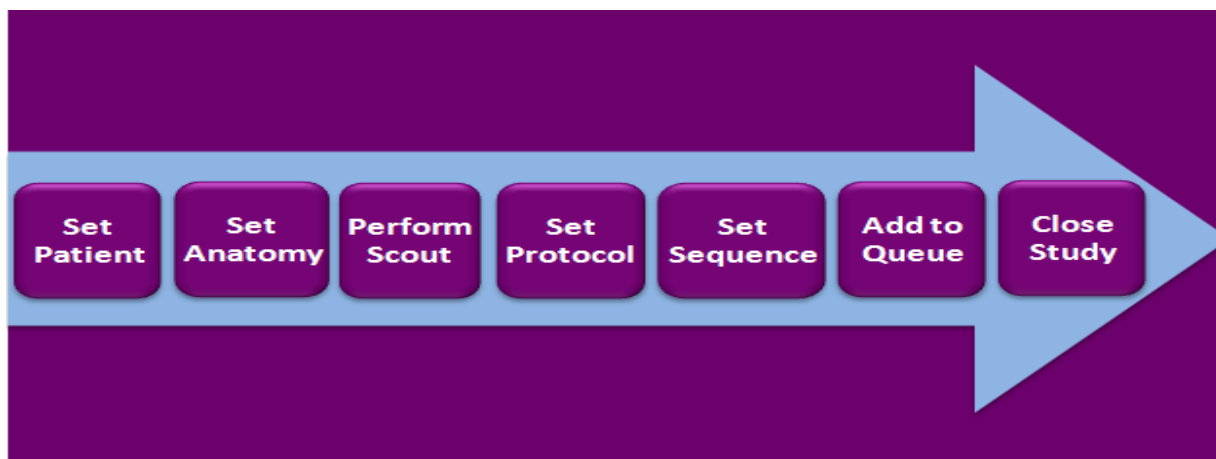 Set
Patient
Set
Anatomy
Perform
Scout
Set
Protocol
Set
Sequence
Add to
Queue
Close
Study